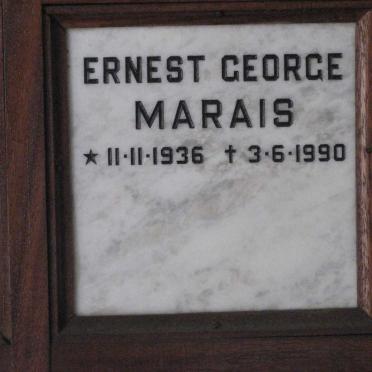 ERNEST GEORGE
MARAIS
★ 11·11·1936 † 3·6·1990